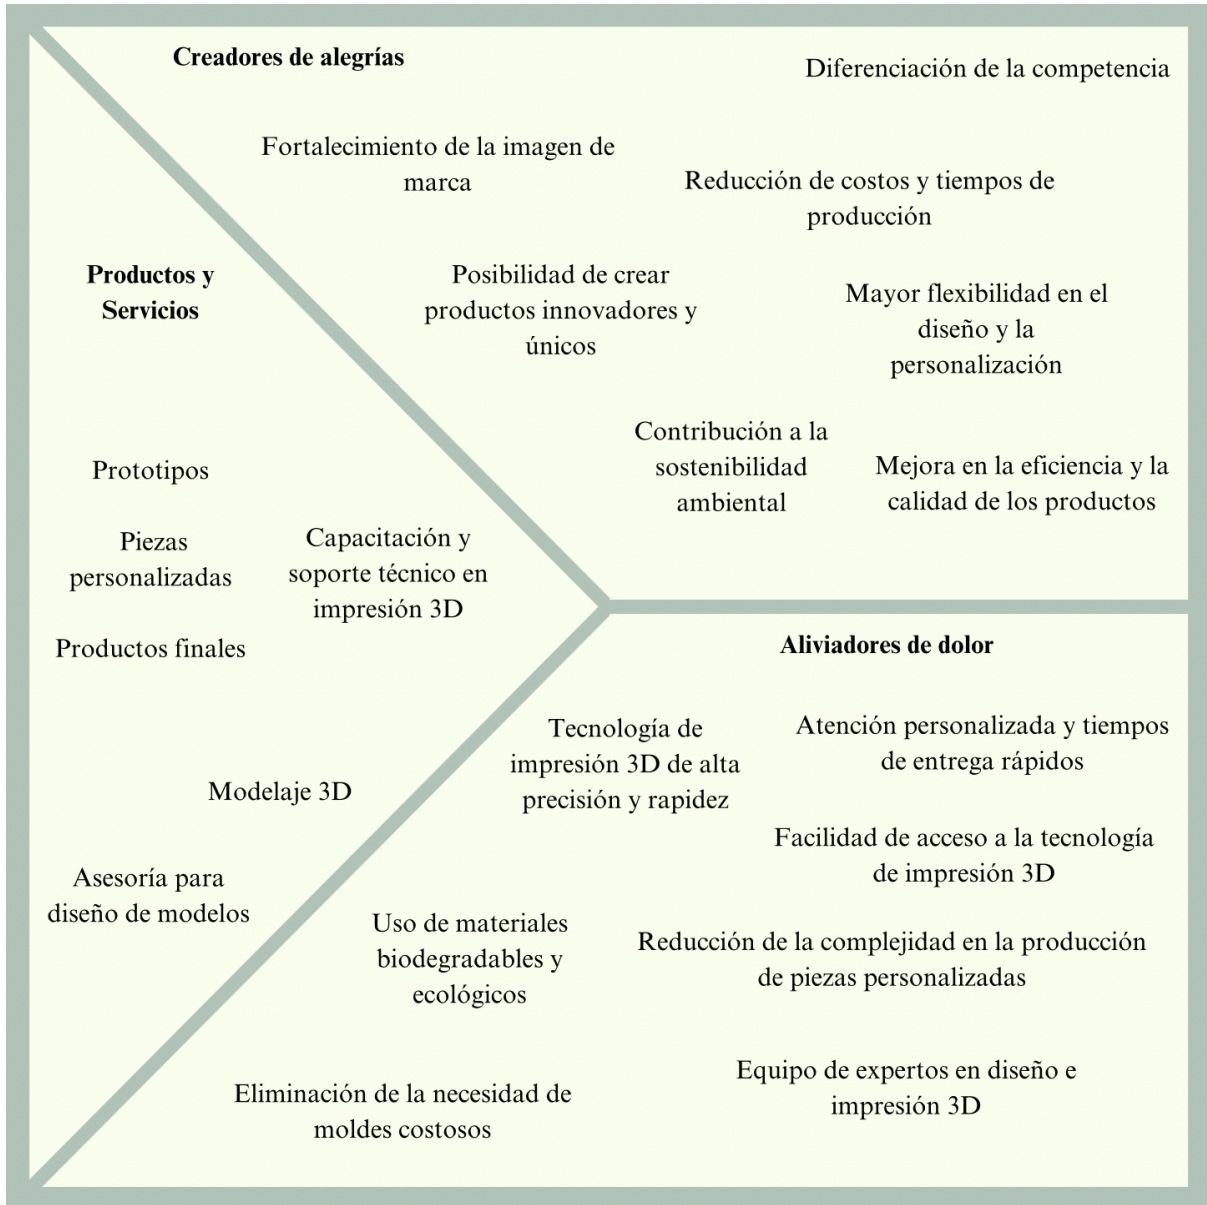 Creadores de alegrías
Diferenciación de la competencia
Fortalecimiento de la imagen de
marca
Reducción de costos y tiempos de
producción
Posibilidad de crear
productos innovadores y
únicos
Mayor flexibilidad en el
diseño y la
personalización
Contribución a la
sostenibilidad
ambiental
Mejora en la eficiencia y la
calidad de los productos
Productos y
Servicios
Prototipos
Piezas
personalizadas
Capacitación y
soporte técnico en
impresión 3D
Productos finales
Modelaje 3D
Asesoría para
diseño de modelos
Aliviadores de dolor
Tecnología de
impresión 3D de alta
precisión y rapidez
Atención personalizada y tiempos
de entrega rápidos
Facilidad de acceso a la tecnología
de impresión 3D
Uso de materiales
biodegradables y
ecológicos
Reducción de la complejidad en la producción
de piezas personalizadas
Eliminación de la necesidad de
moldes costosos
Equipo de expertos en diseño e
impresión 3D